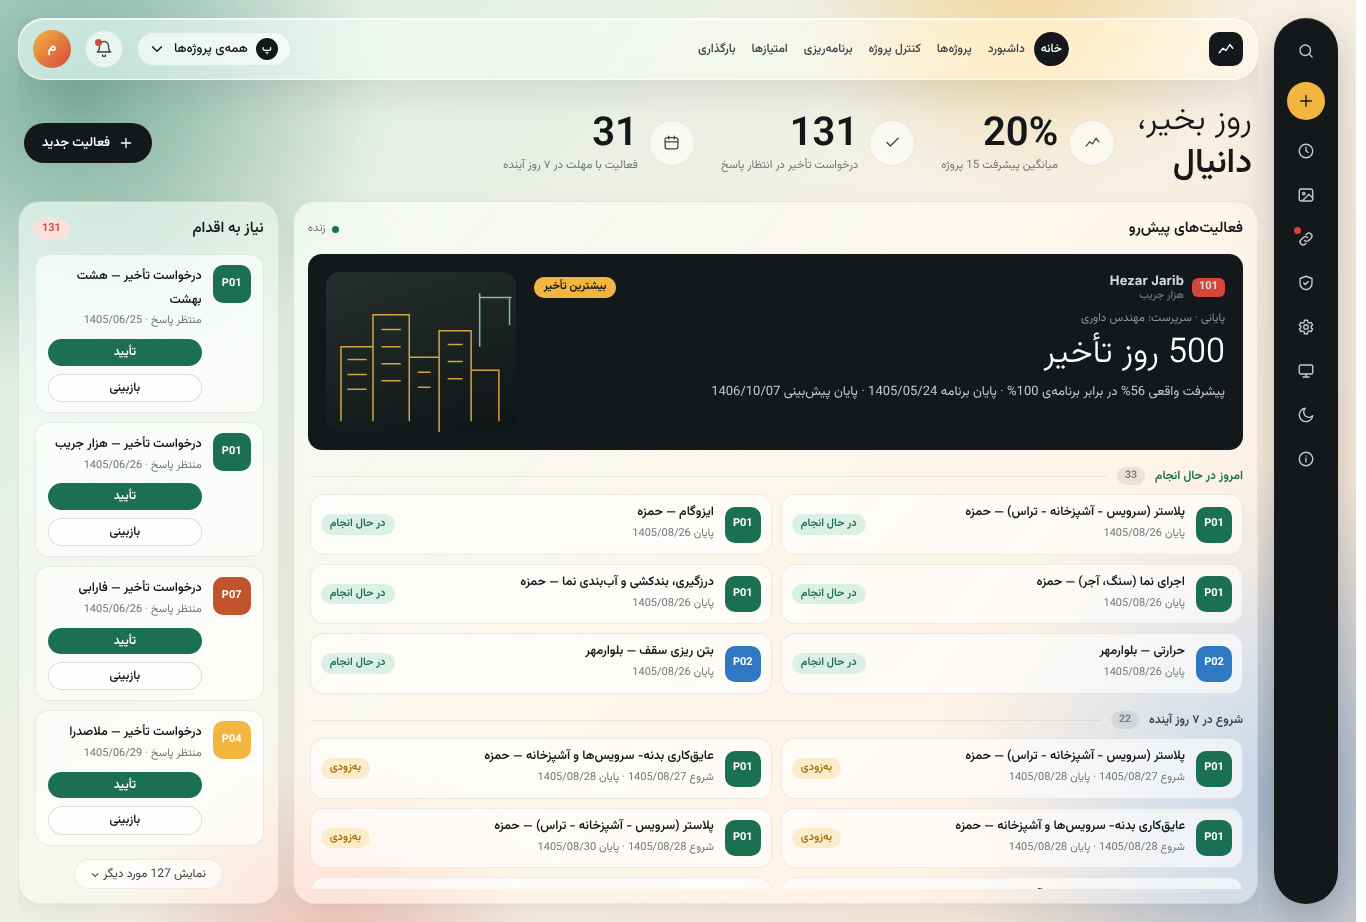 خانه
داشبورد
پروژه‌ها
کنترل پروژه
برنامه‌ریزی
امتیازها
بارگذاری
پ
همه‌ی پروژه‌ها
م
روز بخیر،
دانیال
20%
میانگین پیشرفت 15 پروژه
131
درخواست تأخیر در انتظار پاسخ
31
فعالیت با مهلت در ۷ روز آینده
+ فعالیت جدید
فعالیت‌های پیش‌رو
زنده
101
Hezar Jarib
هزار جریب
بیشترین تأخیر
پایانی · سرپرست: مهندس داوری
500 روز تأخیر
پیشرفت واقعی 56% در برابر برنامه‌ی 100% · پایان برنامه 1405/05/24 · پایان پیش‌بینی 1406/10/07
امروز در حال انجام 33
P01
پلاستر (سرویس - آشپزخانه - تراس) — حمزه
پایان 1405/08/26
در حال انجام
P01
ایزوگام — حمزه
پایان 1405/08/26
در حال انجام
P01
اجرای نما (سنگ، آجر) — حمزه
پایان 1405/08/26
در حال انجام
P01
درزگیری، بندکشی و آب‌بندی نما — حمزه
پایان 1405/08/26
در حال انجام
P02
حرارتی — بلوارمهر
پایان 1405/08/26
در حال انجام
P02
بتن ریزی سقف — بلوارمهر
پایان 1405/08/26
در حال انجام
شروع در ۷ روز آینده 22
P01
پلاستر (سرویس - آشپزخانه - تراس) — حمزه
شروع 1405/08/27 · پایان 1405/08/28
به‌زودی
P01
عایق‌کاری بدنه- سرویس‌ها و آشپزخانه — حمزه
شروع 1405/08/27 · پایان 1405/08/28
به‌زودی
P01
عایق‌کاری بدنه- سرویس‌ها و آشپزخانه — حمزه
شروع 1405/08/28 · پایان 1405/08/28
به‌زودی
P01
پلاستر (سرویس - آشپزخانه - تراس) — حمزه
شروع 1405/08/28 · پایان 1405/08/30
به‌زودی
نیاز به اقدام
131
P01
درخواست تأخیر — هشت
بهشت
منتظر پاسخ · 1405/06/25
تأیید
بازبینی
P01
درخواست تأخیر — هزار جریب
منتظر پاسخ · 1405/06/26
تأیید
بازبینی
P07
درخواست تأخیر — فارابی
منتظر پاسخ · 1405/06/26
تأیید
بازبینی
P04
درخواست تأخیر — ملاصدرا
منتظر پاسخ · 1405/06/29
تأیید
بازبینی
نمایش 127 مورد دیگر